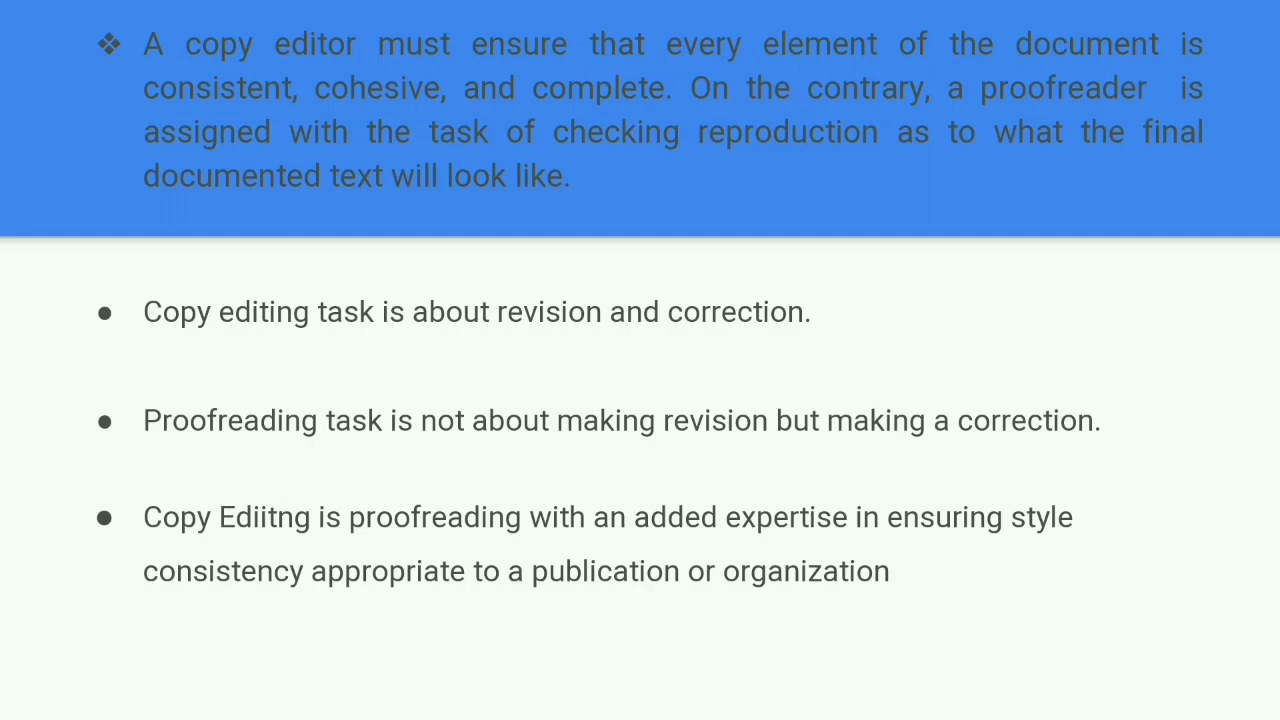 ❖ A copy editor must ensure that every element of the document is
consistent, cohesive, and complete. On the contrary, a proofreader is
assigned with the task of checking reproduction as to what the final
documented text will look like.
● Copy editing task is about revision and correction.
● Proofreading task is not about making revision but making a correction.
● Copy Ediitng is proofreading with an added expertise in ensuring style
consistency appropriate to a publication or organization